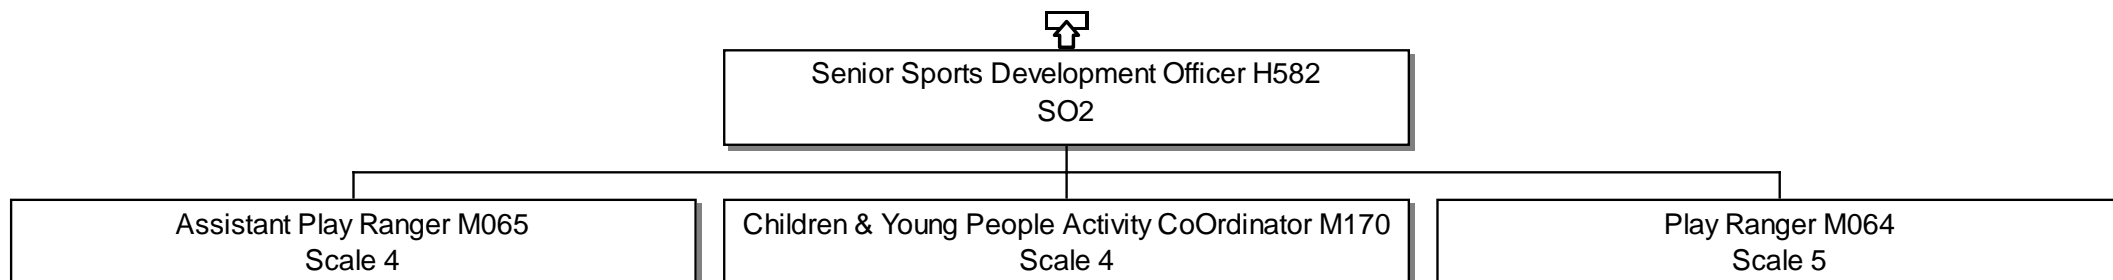 Senior Sports Development Officer H582
SO2
Assistant Play Ranger M065
Scale 4
Children & Young People Activity CoOrdinator M170
Scale 4
Play Ranger M064
Scale 5